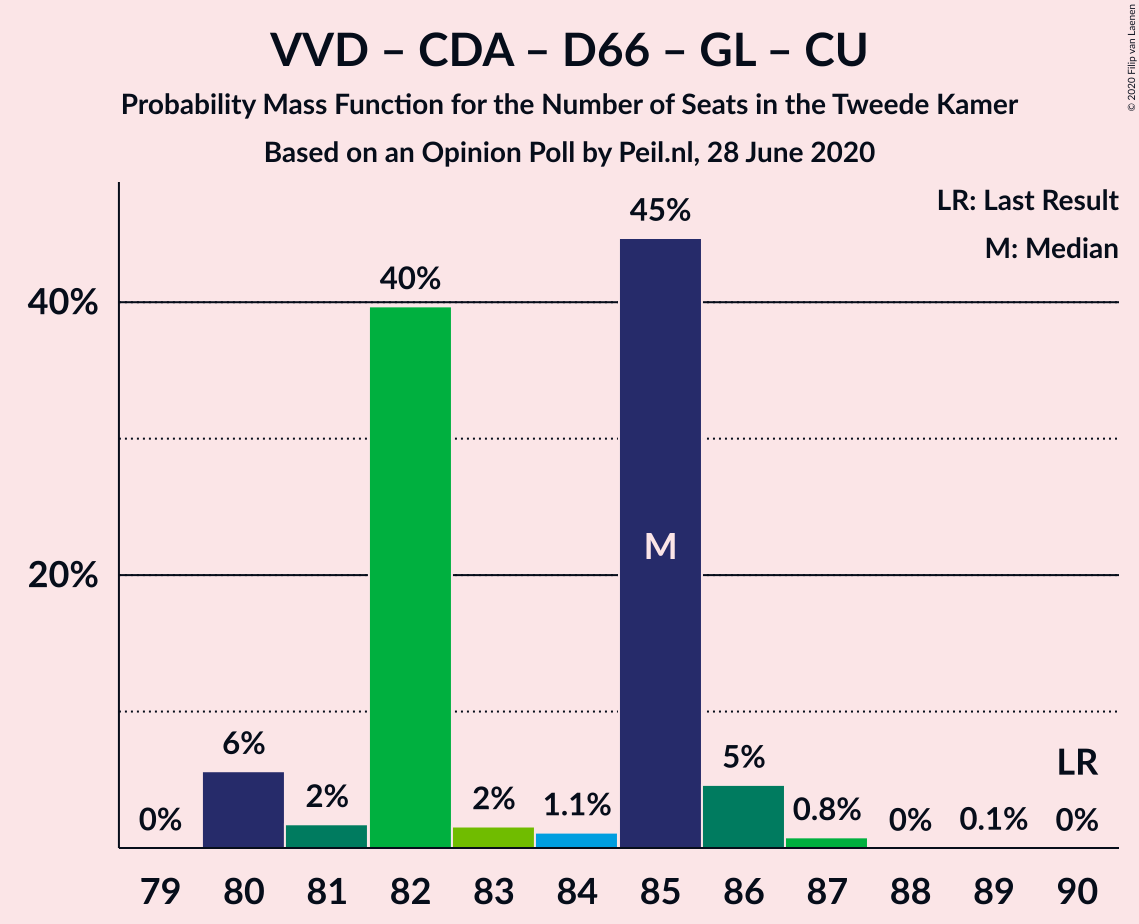 VVD – CDA – D66 – GL – CU
Probability Mass Function for the Number of Seats in the Tweede Kamer
Based on an Opinion Poll by Peil.nl, 28 June 2020
© 2020 Filip van Laenen
LR: Last Result
M: Median
45%
40%
40%
M
20%
6%
2%
2%
1.1%
5%
0.8%
LR
0%
0%
0.1%
0%
79 80 81 82 83 84 85 86 87 88 89 90